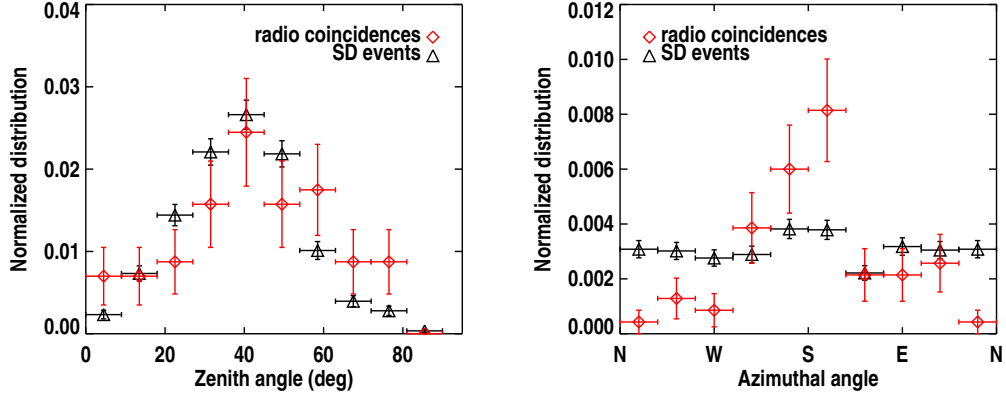 0.04
0.03
0.02
0.01
0.00
Normalized distribution
radio coincidences
SD events
0 20 40 60 80
Zenith angle (deg)
0.012
0.010
0.008
0.006
0.004
0.002
0.000
Normalized distribution
radio coincidences
SD events
N W S E N
Azimuthal angle